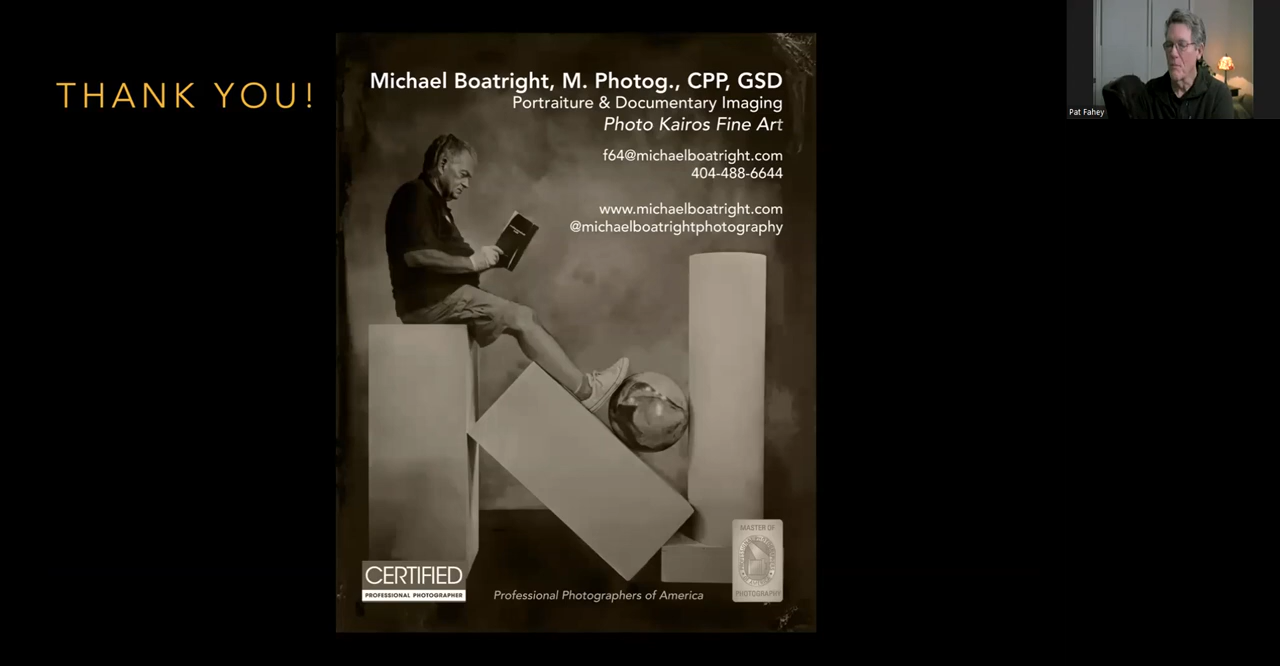 THANK YOU!
Michael Boatright, M. Photog., CPP, GSD
Portraiture & Documentary Imaging
Photo Kairos Fine Art
f64@michaelboatright.com
404-488-6644
www.michaelboatright.com
@michaelboatrightphotography
CERTIFIED
PROFESSIONAL PHOTOGRAPHER
Professional Photographers of America
MASTER OF
PHOTOGRAPHY
Pat Fahey